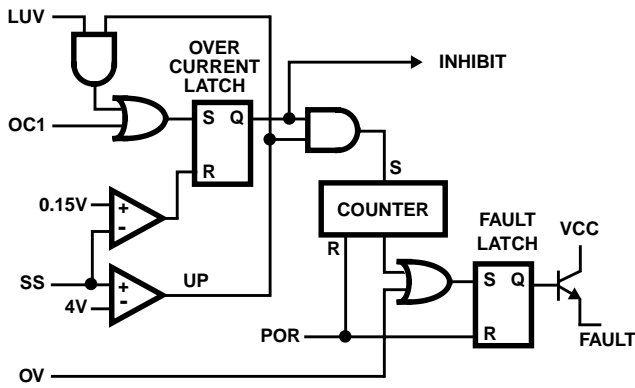 LUV
OVER
CURRENT
LATCH
INHIBIT
OC1
S Q
R
0.15V
+
-
S
COUNTER
R
FAULT
LATCH
VCC
SS
+
-
4V
UP
S Q
R
POR
FAULT
OV